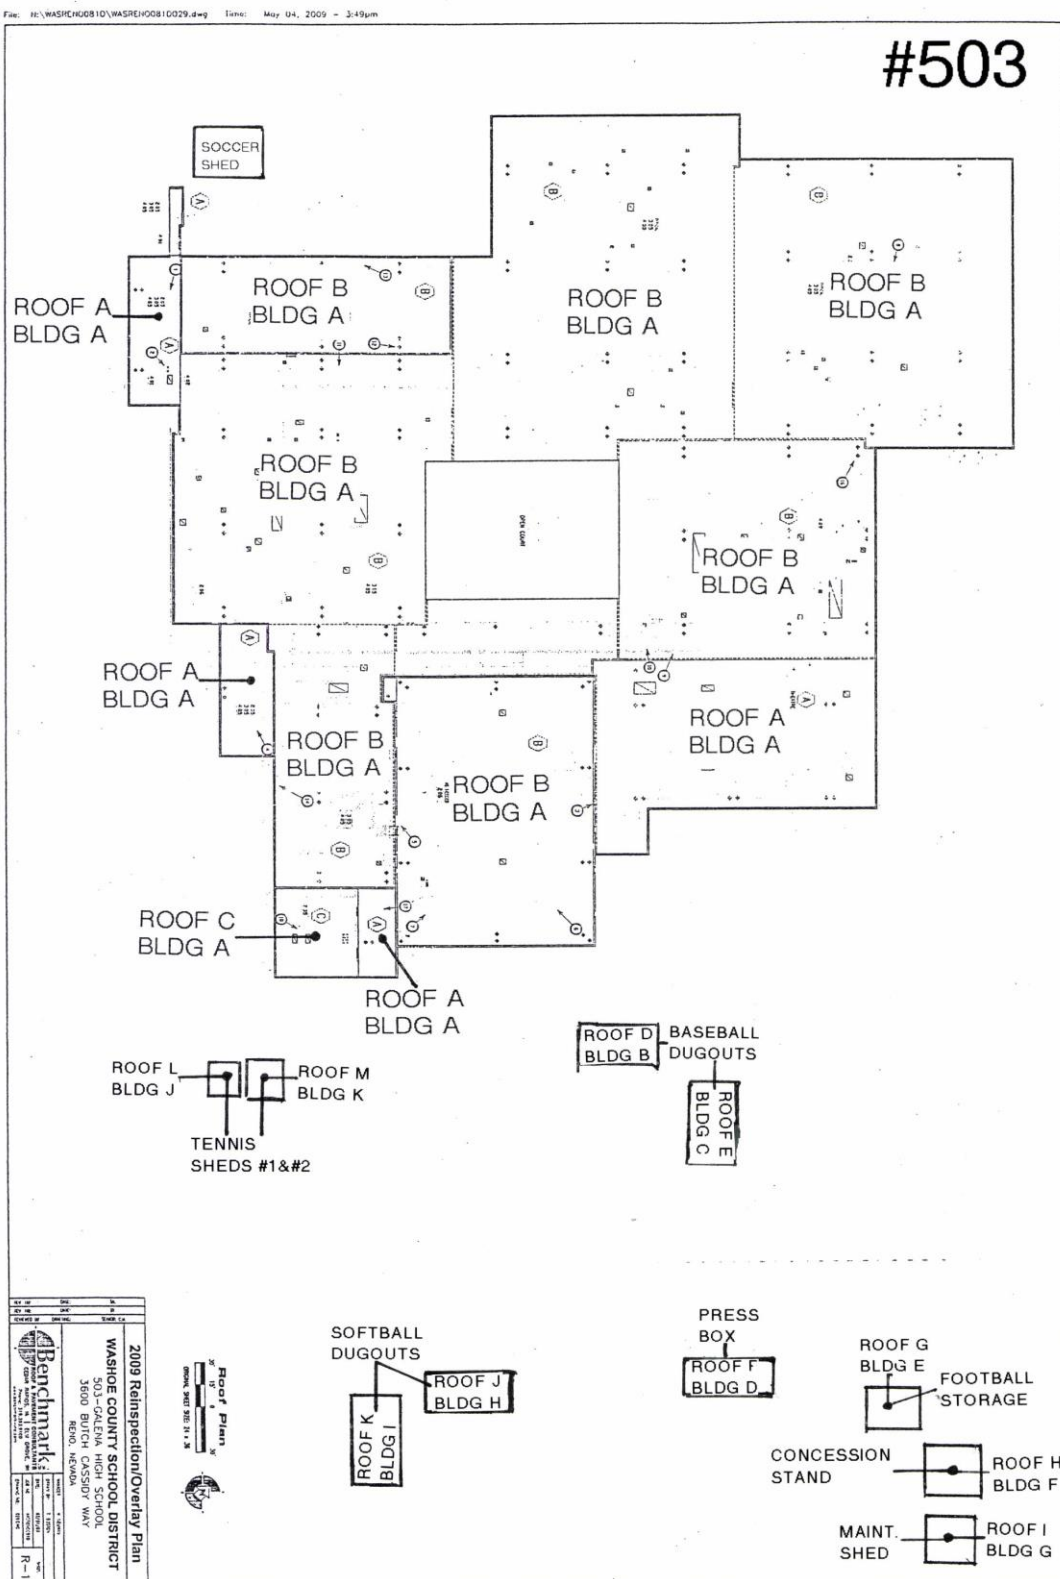 File: N:\WASRENO0810\WASRENO0810029.dwg Time: May 04, 2009 - 3:49pm
#503
SOCCER
SHED
A
B
B
ROOF A
BLDG A
ROOF B
BLDG A
B
ROOF B
BLDG A
ROOF B
BLDG A
A
ROOF B
BLDG A
B
OPEN COURT
B
ROOF B
BLDG A
A
ROOF A
BLDG A
ROOF A
BLDG A
A
ROOF B
BLDG A
B
B
ROOF B
BLDG A
ROOF C
BLDG A
C
A
ROOF A
BLDG A
ROOF D
BLDG B
BASEBALL
DUGOUTS
ROOF E
BLDG C
ROOF L
BLDG J
ROOF M
BLDG K
TENNIS
SHEDS #1&#2
SOFTBALL
DUGOUTS
ROOF J
BLDG H
ROOF K
BLDG I
PRESS
BOX
ROOF F
BLDG D
ROOF G
BLDG E
FOOTBALL
STORAGE
CONCESSION
STAND
ROOF H
BLDG F
MAINT.
SHED
ROOF I
BLDG G
Roof Plan
2009 Reinspection/Overlay Plan
WASHOE COUNTY SCHOOL DISTRICT
503-GALENA HIGH SCHOOL
3600 BUTCH CASSIDY WAY
RENO, NEVADA
Benchmark
R-1